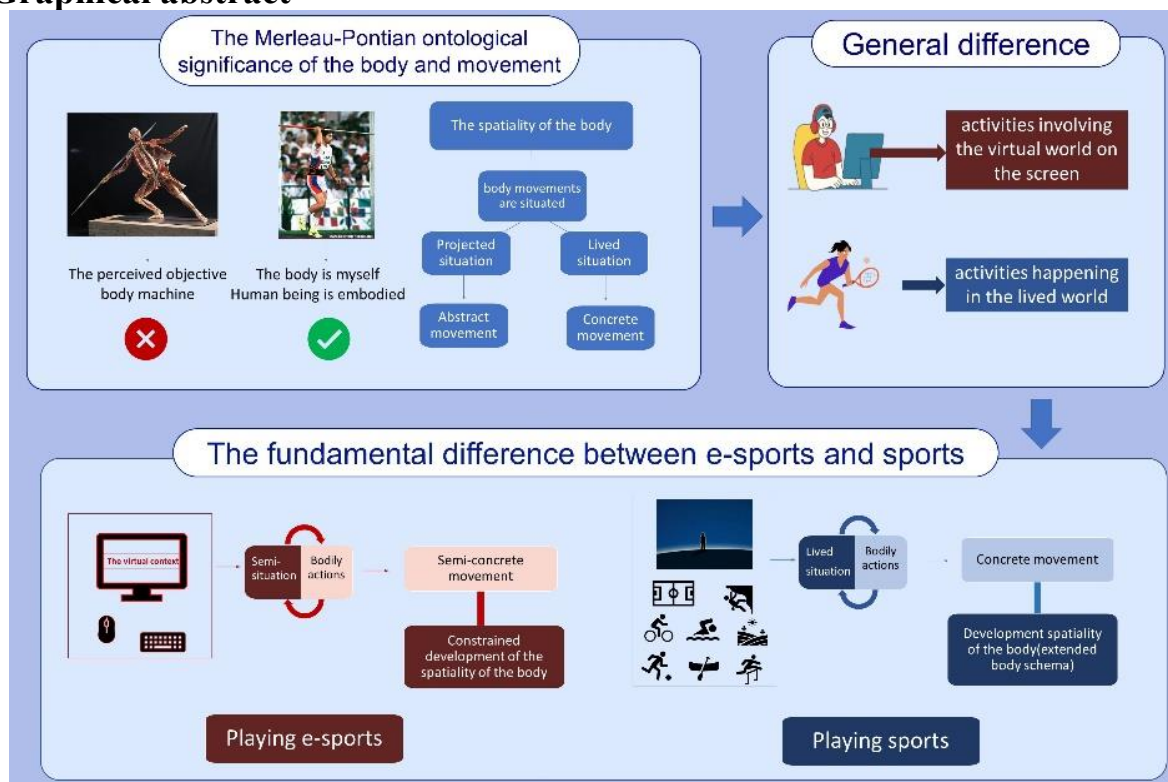 Graphical abstract
The Merleau-Pontian ontological
significance of the body and movement
The perceived objective
body machine
The body is myself
Human being is embodied
The spatiality of the body
body movements
are situated
Projected
situation
Lived
situation
Abstract
movement
Concrete
movement
General difference
activities involving
the virtual world on
the screen
activities happening
in the lived world
The fundamental difference between e-sports and sports
The virtual context
Semi-
situation
Bodily
actions
Semi-concrete
movement
Constrained
development of the
spatiality of the body
Playing e-sports
Lived
situation
Bodily
actions
Concrete movement
Development spatiality
of the body(extended
body schema)
Playing sports